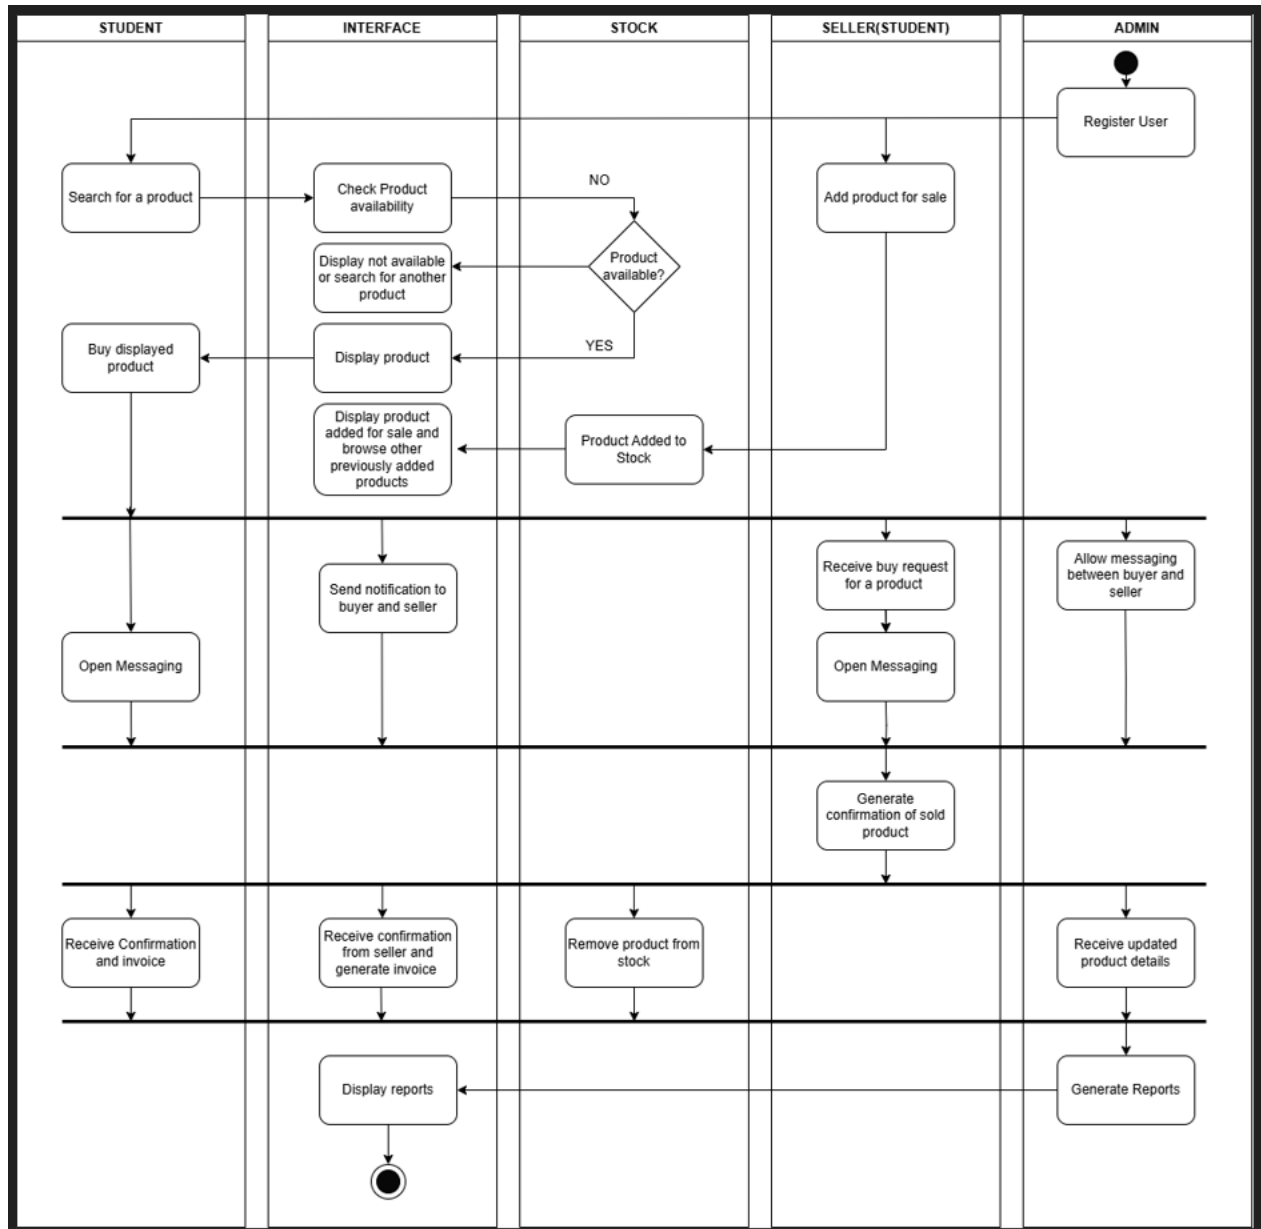 STUDENT
INTERFACE
STOCK
SELLER(STUDENT)
ADMIN
Register User
Search for a product
Check Product
availability
NO
Add product for sale
Product
available?
Display not available
or search for another
product
Buy displayed
product
Display product
YES
Display product
added for sale and
browse other
previously added
products
Product Added to
Stock
Send notification to
buyer and seller
Receive buy request
for a product
Allow messaging
between buyer and
seller
Open Messaging
Open Messaging
Generate
confirmation of sold
product
Receive Confirmation
and invoice
Receive confirmation
from seller and
generate invoice
Remove product from
stock
Receive updated
product details
Display reports
Generate Reports